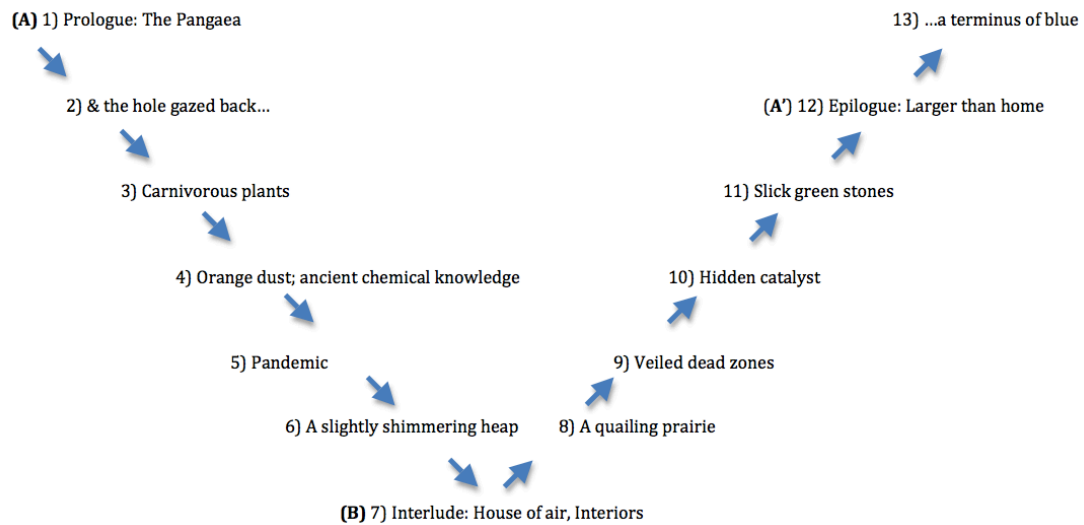 (A) 1) Prologue: The Pangaea
2) & the hole gazed back…
3) Carnivorous plants
4) Orange dust; ancient chemical knowledge
5) Pandemic
6) A slightly shimmering heap
(B) 7) Interlude: House of air, Interiors
8) A quailing prairie
9) Veiled dead zones
10) Hidden catalyst
11) Slick green stones
(A’) 12) Epilogue: Larger than home
13) …a terminus of blue